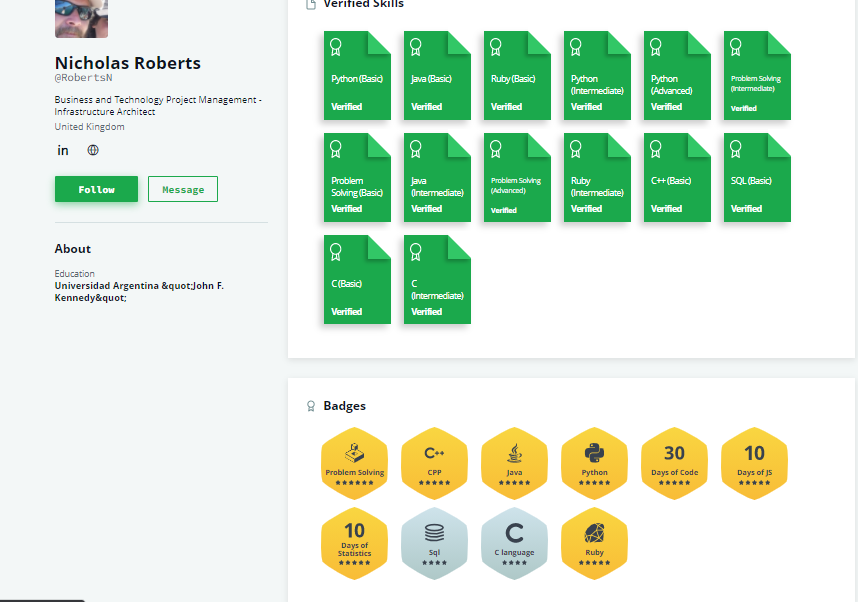 Verified Skills
Nicholas Roberts
@RobertsN
Business and Technology Project Management -
Infrastructure Architect
United Kingdom
in
Follow
Message
About
Education
Universidad Argentina &quot;John F.
Kennedy&quot;
Python (Basic)
Verified
Java (Basic)
Verified
Ruby (Basic)
Verified
Python
(Intermediate)
Verified
Python
(Advanced)
Verified
Problem Solving
(Intermediate)
Verified
Problem
Solving (Basic)
Verified
Java
(Intermediate)
Verified
Problem Solving
(Advanced)
Verified
Ruby
(Intermediate)
Verified
C++ (Basic)
Verified
SQL (Basic)
Verified
C (Basic)
Verified
C
(Intermediate)
Verified
Badges
Problem Solving
C++
CPP
Java
Python
30
Days of Code
10
Days of JS
10
Days of
Statistics
Sql
C
C language
Ruby